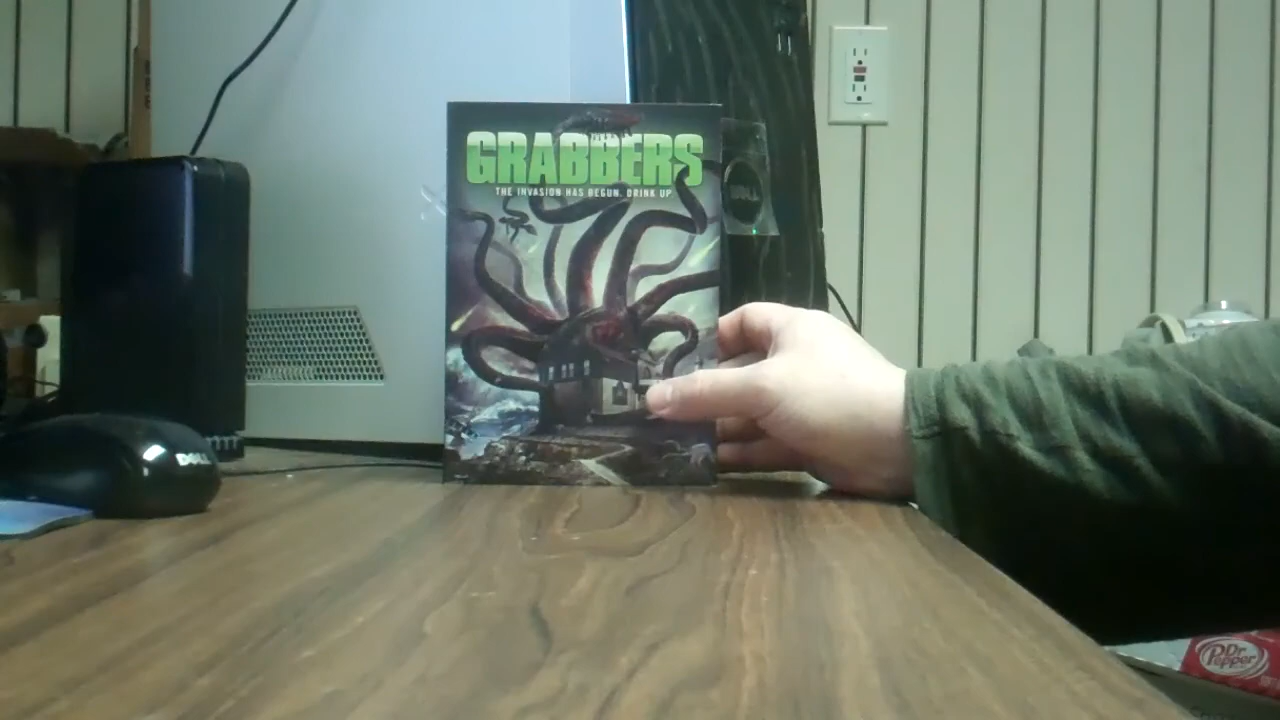 GRABBERS
THE INVASION HAS BEGUN. DRINK UP.
DELL
DELL
Dr Pepper